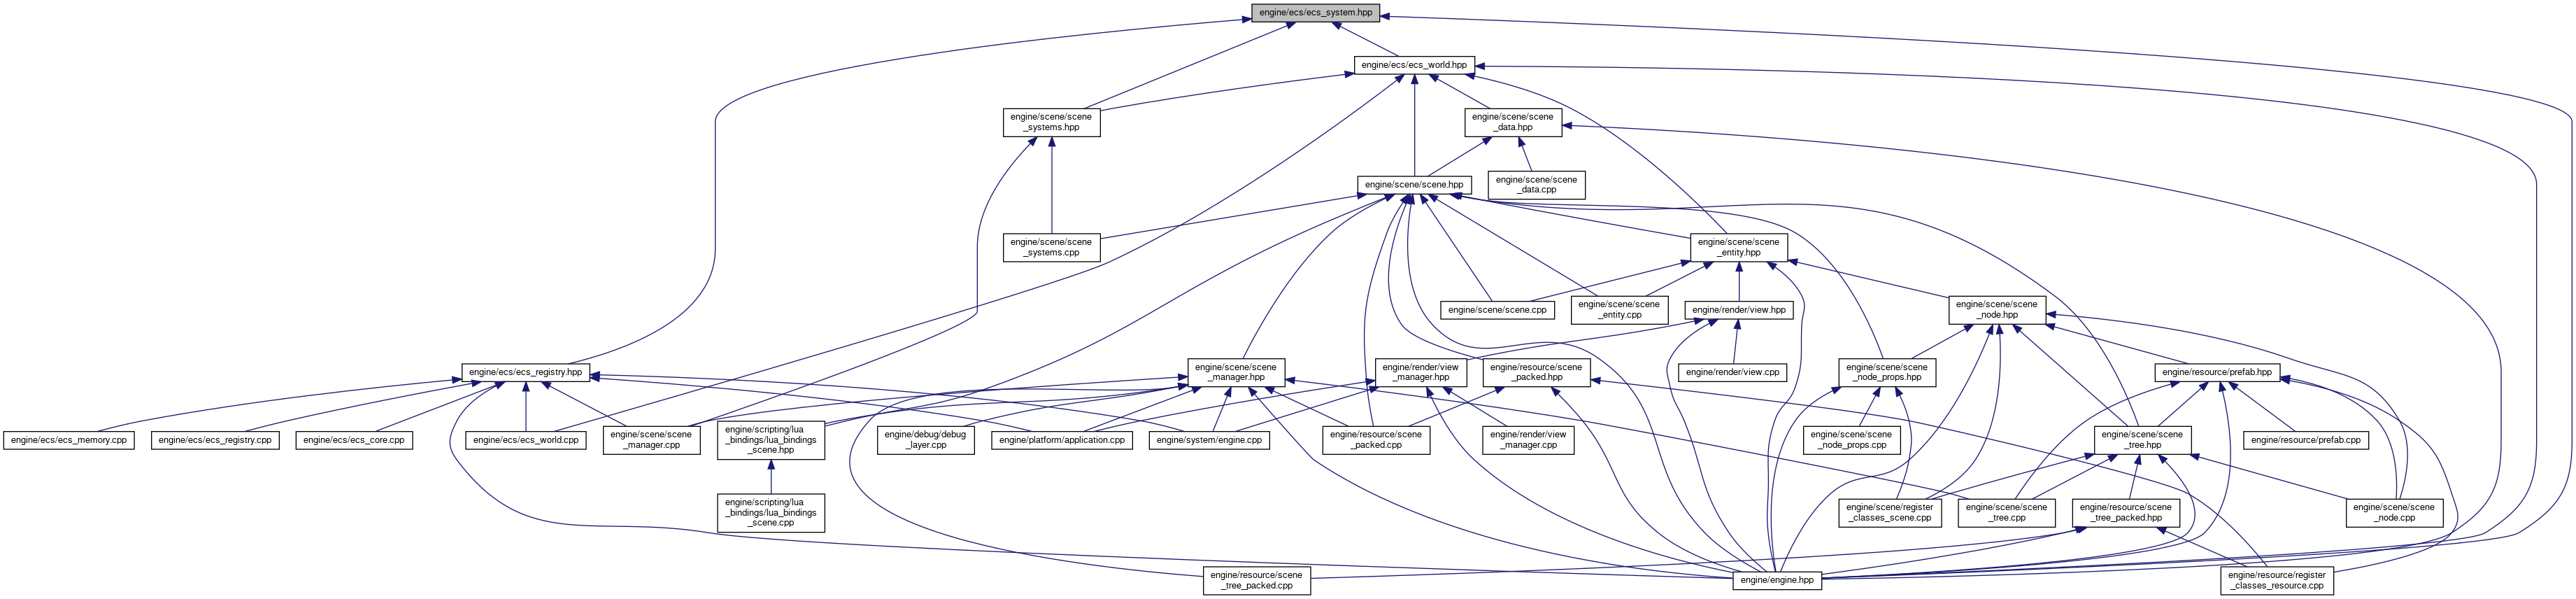 engine/ecs/ecs_system.hpp
engine/ecs/ecs_world.hpp
engine/scene/scene
_systems.hpp
engine/scene/scene
_data.hpp
engine/scene/scene.hpp
engine/scene/scene
_data.cpp
engine/scene/scene
_systems.cpp
engine/scene/scene
_entity.hpp
engine/scene/scene.cpp
engine/scene/scene
_entity.cpp
engine/render/view.hpp
engine/scene/scene
_node.hpp
engine/ecs/ecs_registry.hpp
engine/scene/scene
_manager.hpp
engine/render/view
_manager.hpp
engine/resource/scene
_packed.hpp
engine/render/view.cpp
engine/scene/scene
_node_props.hpp
engine/resource/prefab.hpp
engine/ecs/ecs_memory.cpp
engine/ecs/ecs_registry.cpp
engine/ecs/ecs_core.cpp
engine/ecs/ecs_world.cpp
engine/scene/scene
_manager.cpp
engine/scripting/lua
_bindings/lua_bindings
_scene.hpp
engine/debug/debug
_layer.cpp
engine/platform/application.cpp
engine/system/engine.cpp
engine/resource/scene
_packed.cpp
engine/render/view
_manager.cpp
engine/scene/scene
_node_props.cpp
engine/scene/scene
_tree.hpp
engine/resource/prefab.cpp
engine/scripting/lua
_bindings/lua_bindings
_scene.cpp
engine/scene/register
_classes_scene.cpp
engine/scene/scene
_tree.cpp
engine/resource/scene
_tree_packed.hpp
engine/scene/scene
_node.cpp
engine/resource/scene
_tree_packed.cpp
engine/engine.hpp
engine/resource/register
_classes_resource.cpp